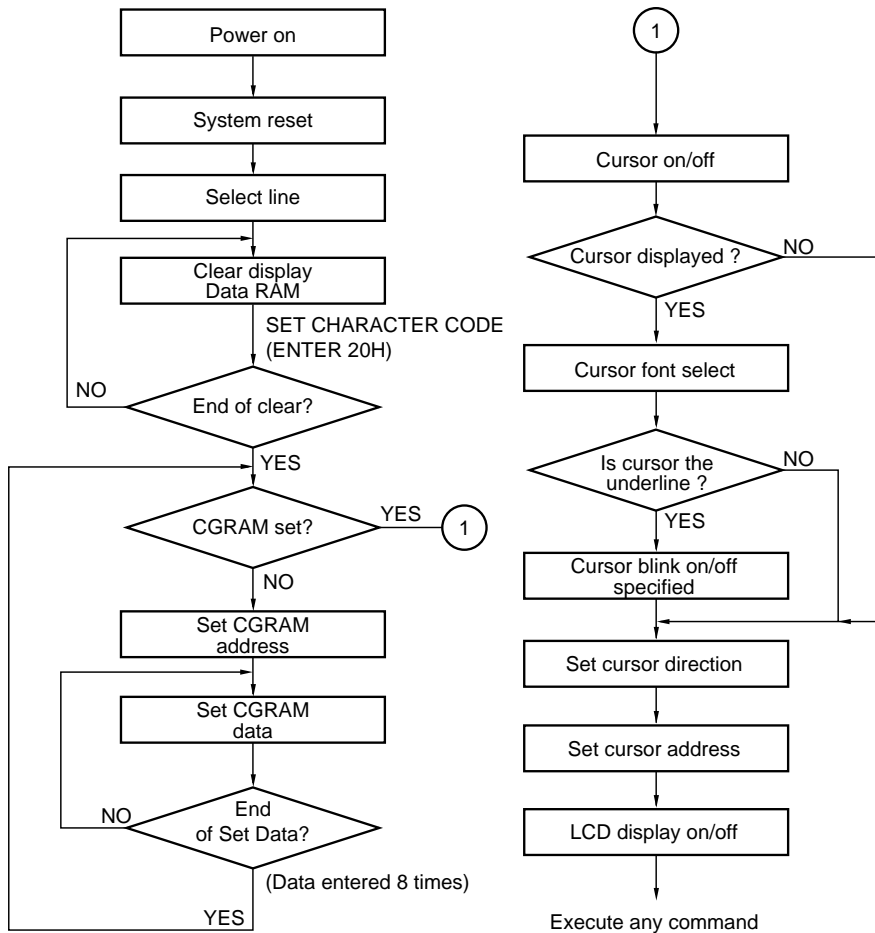 Power on
System reset
Select line
Clear display
Data RAM
SET CHARACTER CODE
(ENTER 20H)
NO
End of clear?
YES
CGRAM set?
YES
1
NO
Set CGRAM
address
Set CGRAM
data
NO
End
of Set Data?
(Data entered 8 times)
YES
1
Cursor on/off
Cursor displayed ?
NO
YES
Cursor font select
Is cursor the
underline ?
NO
YES
Cursor blink on/off
specified
Set cursor direction
Set cursor address
LCD display on/off
Execute any command